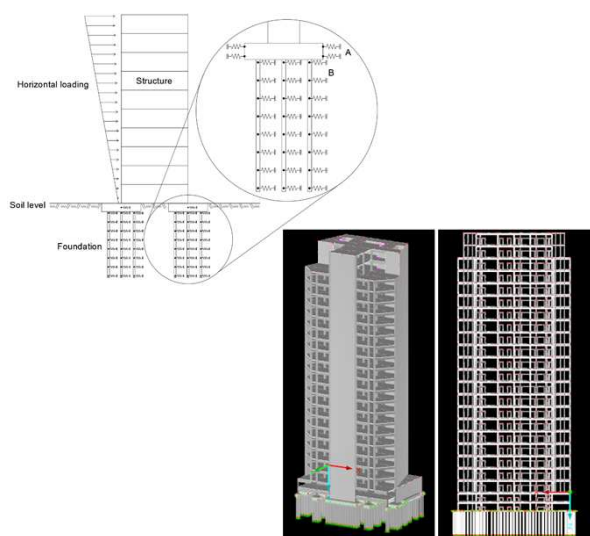 A
B
Horizontal loading
Structure
Soil level
Foundation